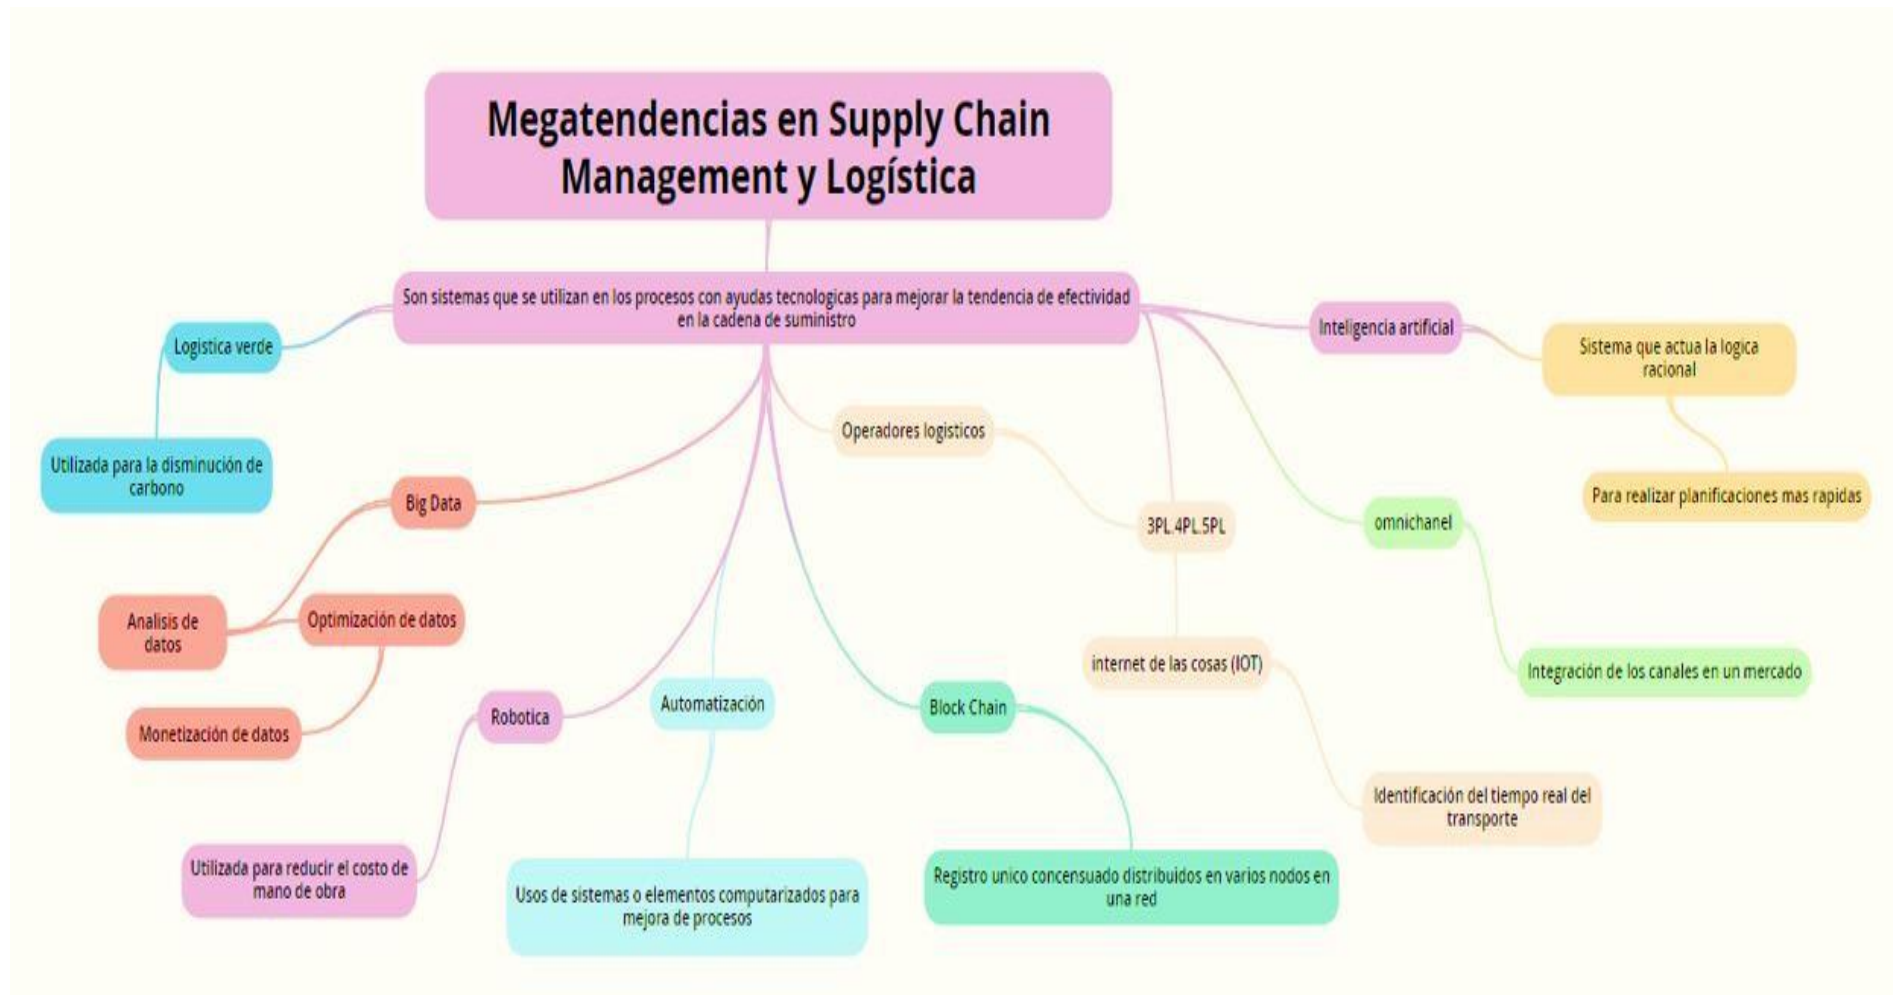 Megatendencias en Supply Chain
Management y Logística
Son sistemas que se utilizan en los procesos con ayudas tecnologicas para mejorar la tendencia de efectividad
en la cadena de suministro
Logistica verde
Utilizada para la disminución de
carbono
Big Data
Analisis de
datos
Optimización de datos
Monetización de datos
Robotica
Utilizada para reducir el costo de
mano de obra
Automatización
Usos de sistemas o elementos computarizados para
mejora de procesos
Block Chain
Registro unico concensuado distribuidos en varios nodos en
una red
Operadores logisticos
3PL.4PL.5PL
internet de las cosas (IOT)
Identificación del tiempo real del
transporte
omnichanel
Integración de los canales en un mercado
Inteligencia artificial
Sistema que actua la logica
racional
Para realizar planificaciones mas rapidas